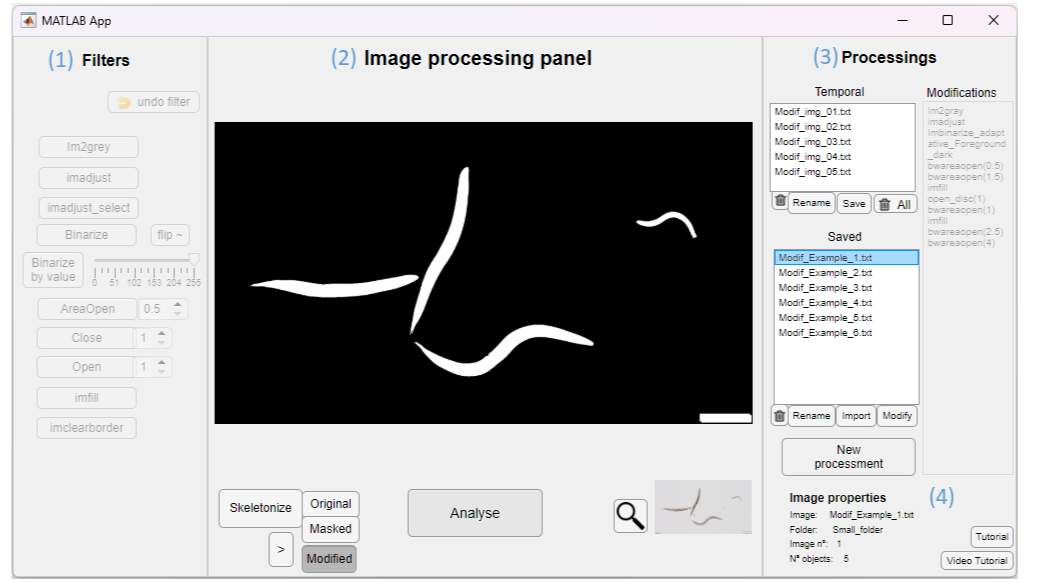 MATLAB App
(1) Filters
undo filter
Im2grey
imadjust
imadjust_select
Binarize
flip ~
Binarize
by value
0 51 102 153 204 255
AreaOpen
0.5
Close
1
Open
1
imfill
imclearborder
(2) Image processing panel
Skeletonize
>
Original
Masked
Modified
Analyse
(3) Processings
Temporal
Modif_img_01.txt
Modif_img_02.txt
Modif_img_03.txt
Modif_img_04.txt
Modif_img_05.txt
Rename
Save
All
Saved
Modif_Example_1.txt
Modif_Example_2.txt
Modif_Example_3.txt
Modif_Example_4.txt
Modif_Example_5.txt
Modif_Example_6.txt
Rename
Import
Modify
New
processment
Modifications
Im2gray
imadjust
Imbinarize_adapt
ative_Foreground
_dark
bwareaopen(0.5)
bwareaopen(1.5)
imfill
open_disc(1)
bwareaopen(1)
imfill
bwareaopen(2.5)
bwareaopen(4)
Image properties
(4)
Image: Modif_Example_1.txt
Folder: Small_folder
Image nº: 1
Nº objects: 5
Tutorial
Video Tutorial